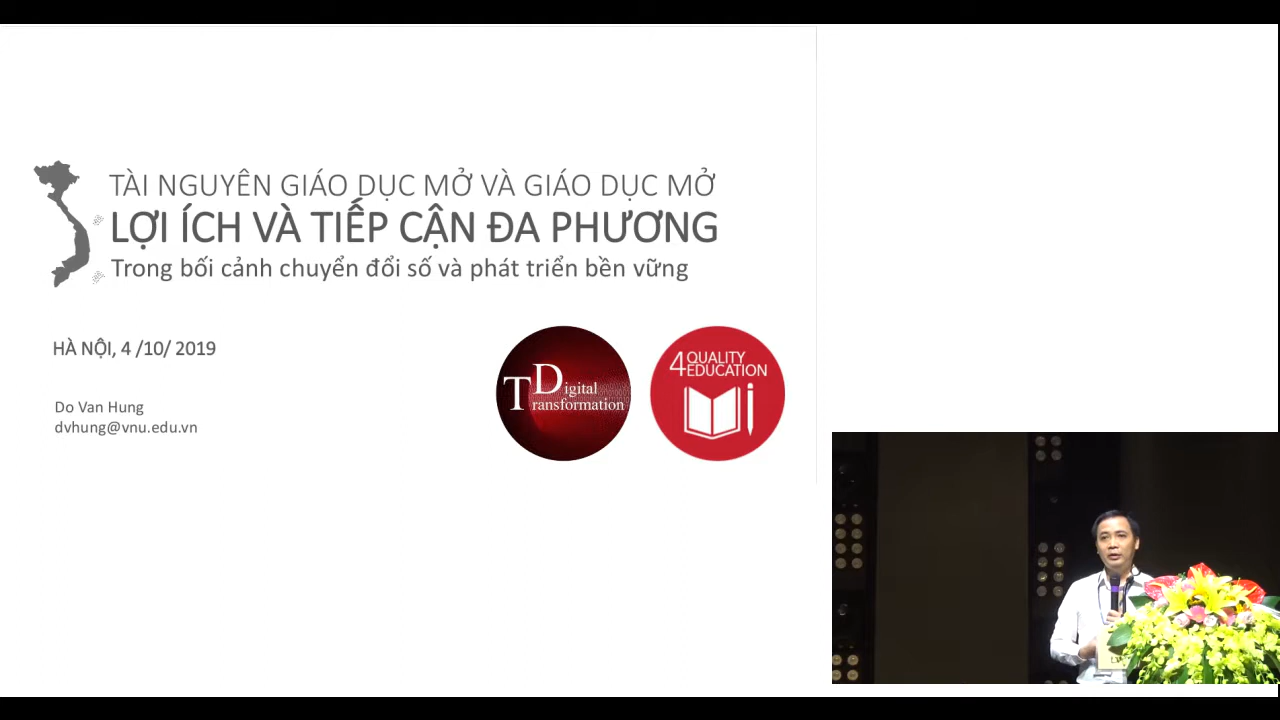 TÀI NGUYÊN GIÁO DỤC MỞ VÀ GIÁO DỤC MỞ
LỢI ÍCH VÀ TIẾP CẬN ĐA PHƯƠNG
Trong bối cảnh chuyển đổi số và phát triển bền vững
HÀ NỘI, 4 /10/ 2019
Do Van Hung
dvhung@vnu.edu.vn
Digital
Transformation
4 QUALITY
EDUCATION